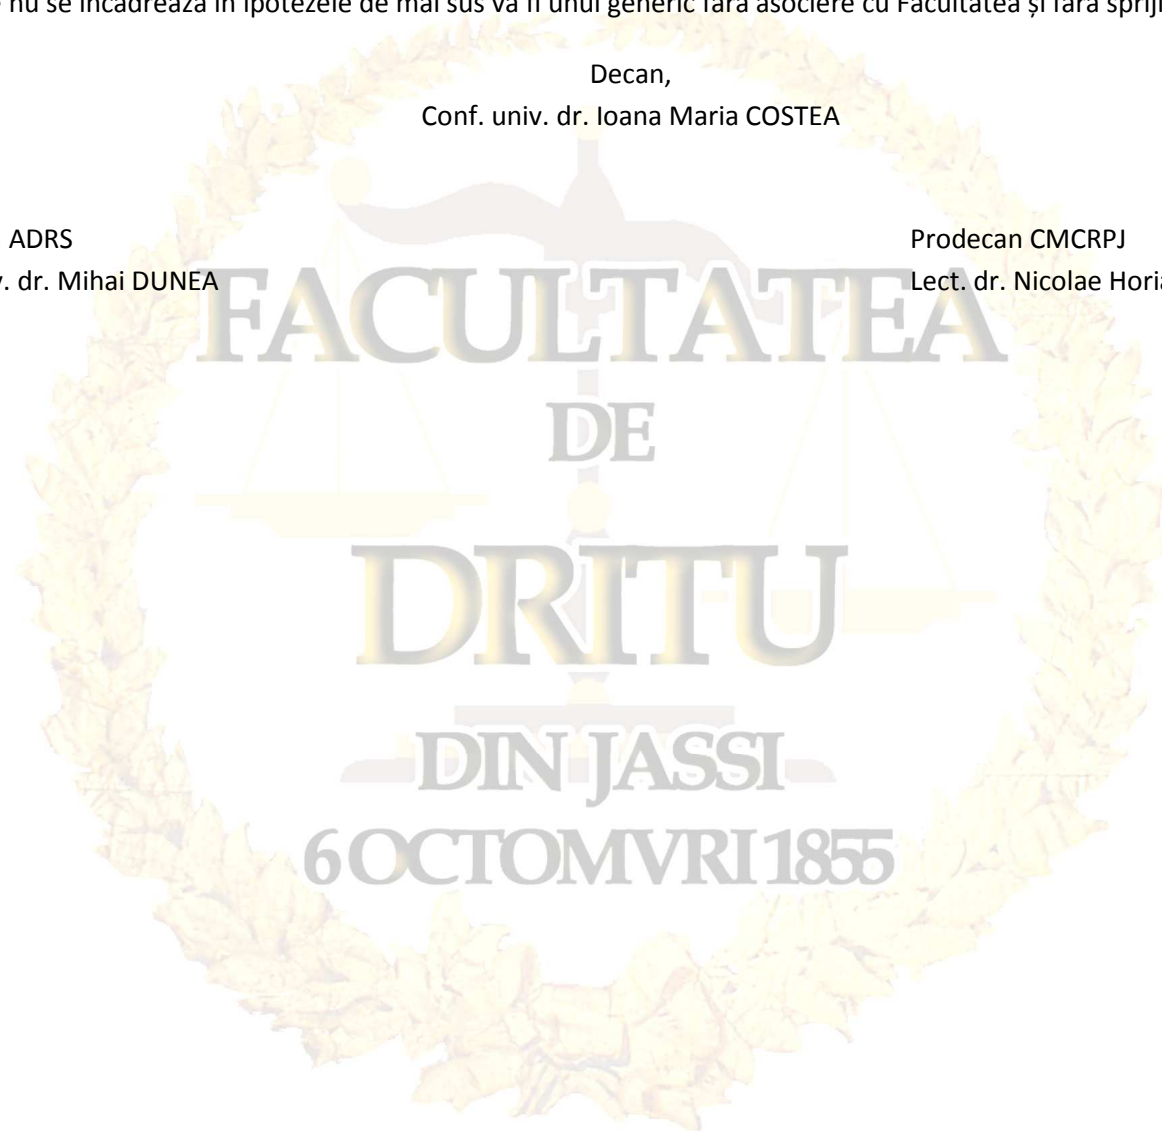 nu se încadrează în ipotezele de mai sus va fi unul generic fără asociere cu Facultatea și fără
Decan,
Conf. univ. dr. Ioana Maria COSTEA
ADRS
Prodecan CMCRPJ
dr. Mihai DUNEA
Lect. dr. Nicolae
FACULTATEA
DE
DRITU
DIN JASSI
6 OCTOMVRI 1855